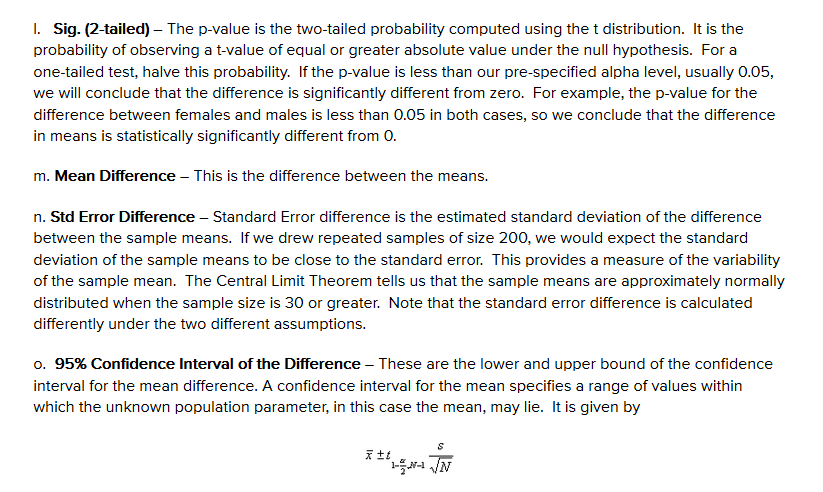 l. Sig. (2-tailed) – The p-value is the two-tailed probability computed using the t distribution. It is the
probability of observing a t-value of equal or greater absolute value under the null hypothesis. For a
one-tailed test, halve this probability. If the p-value is less than our pre-specified alpha level, usually 0.05,
we will conclude that the difference is significantly different from zero. For example, the p-value for the
difference between females and males is less than 0.05 in both cases, so we conclude that the difference
in means is statistically significantly different from 0.
m. Mean Difference – This is the difference between the means.
n. Std Error Difference – Standard Error difference is the estimated standard deviation of the difference
between the sample means. If we drew repeated samples of size 200, we would expect the standard
deviation of the sample means to be close to the standard error. This provides a measure of the variability
of the sample mean. The Central Limit Theorem tells us that the sample means are approximately normally
distributed when the sample size is 30 or greater. Note that the standard error difference is calculated
differently under the two different assumptions.
o. 95% Confidence Interval of the Difference – These are the lower and upper bound of the confidence
interval for the mean difference. A confidence interval for the mean specifies a range of values within
which the unknown population parameter, in this case the mean, may lie. It is given by
x̄ ± t_{1-α/2, N-1} s/√N